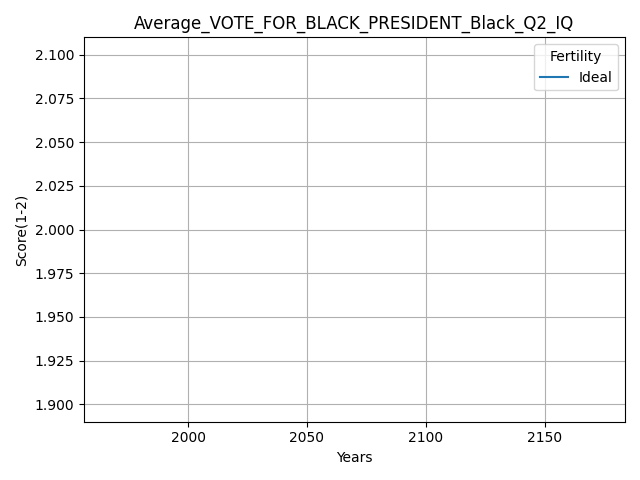 Average_VOTE_FOR_BLACK_PRESIDENT_Black_Q2_IQ
Fertility
Ideal
2.100
2.075
2.050
2.025
2.000
1.975
1.950
1.925
1.900
Score(1-2)
2000 2050 2100 2150
Years